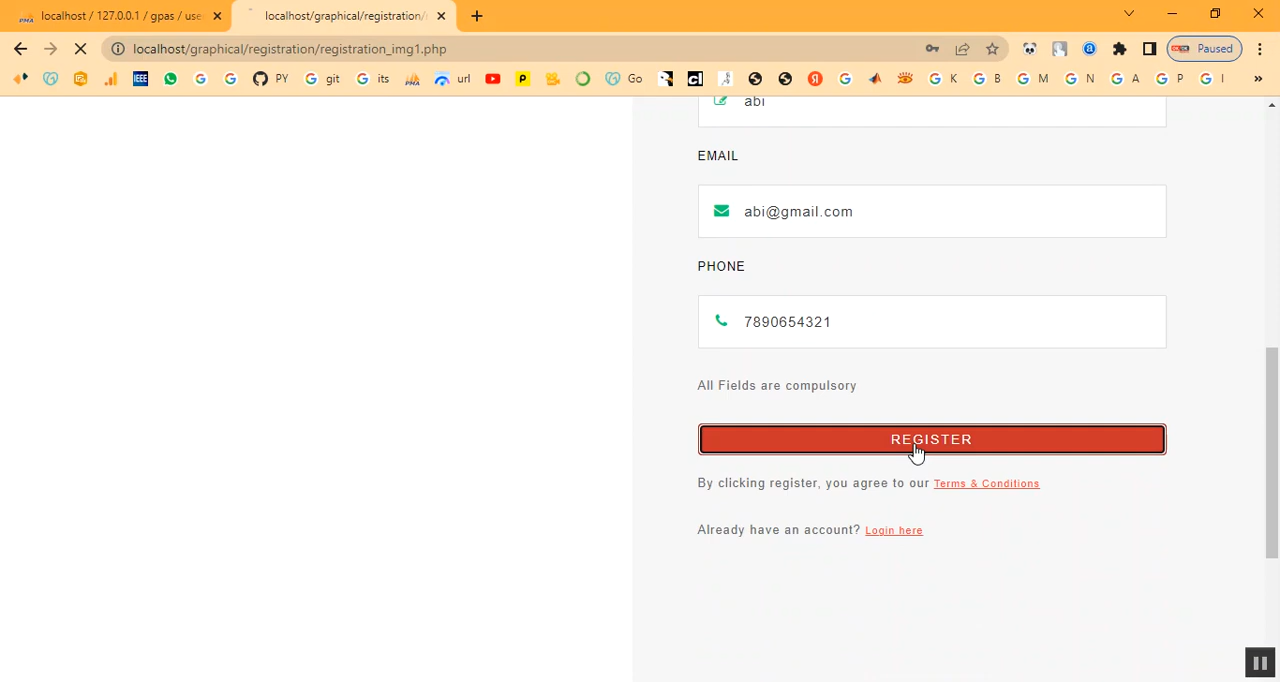 localhost / 127.0.0.1 / gpas / use
localhost/graphical/registration/
localhost/graphical/registration/registration_img1.php
Paused
IEEE
PY
git
its
url
Go
K
B
M
N
A
P
I
abi
EMAIL
abi@gmail.com
PHONE
7890654321
All Fields are compulsory
REGISTER
By clicking register, you agree to our Terms & Conditions
Already have an account? Login here